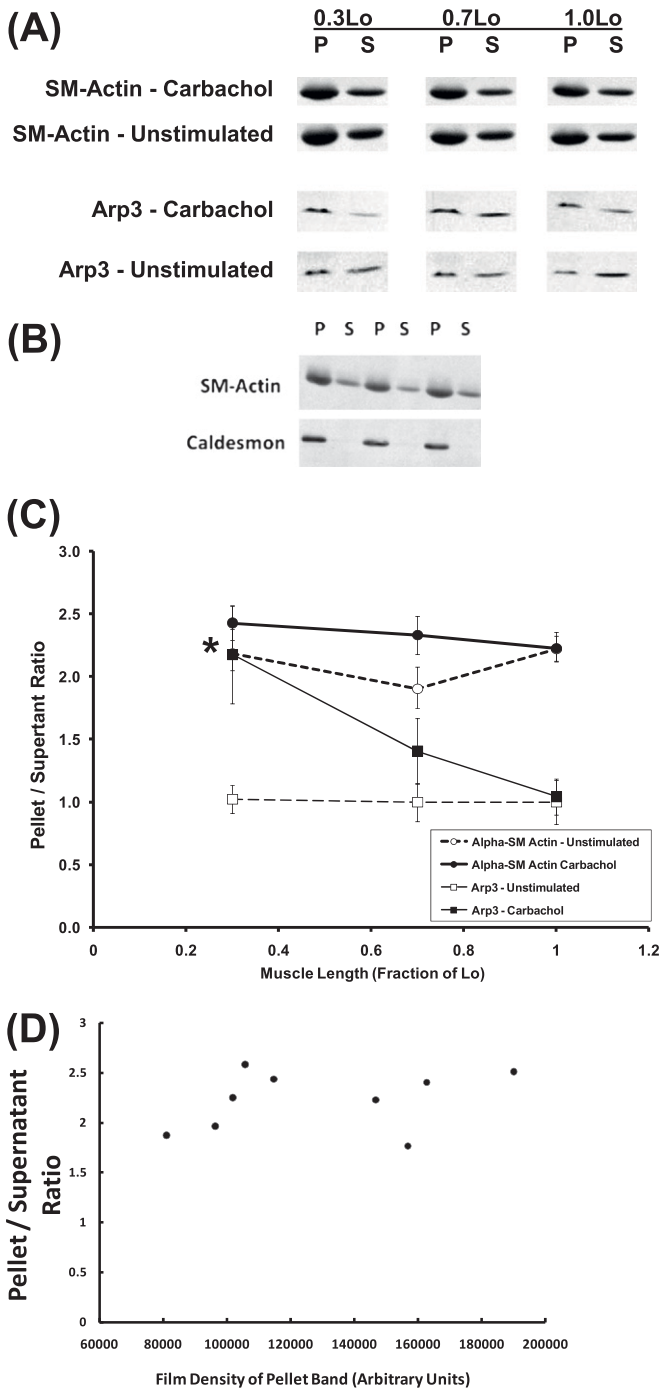 (A)
0.3Lo 0.7Lo 1.0Lo
P S P S P S
SM-Actin - Carbachol
SM-Actin - Unstimulated
Arp3 - Carbachol
Arp3 - Unstimulated
(B)
P S P S P S
SM-Actin
Caldesmon
(C)
3.0
2.5
2.0
1.5
1.0
0.5
0.0
Pellet / Supertant Ratio
*
Alpha-SM Actin - Unstimulated
Alpha-SM Actin Carbachol
Arp3 - Unstimulated
Arp3 - Carbachol
0 0.2 0.4 0.6 0.8 1 1.2
Muscle Length (Fraction of Lo)
(D)
3
2.5
2
1.5
1
0.5
0
Pellet / Supernatant
Ratio
60000 80000 100000 120000 140000 160000 180000 200000
Film Density of Pellet Band (Arbitrary Units)